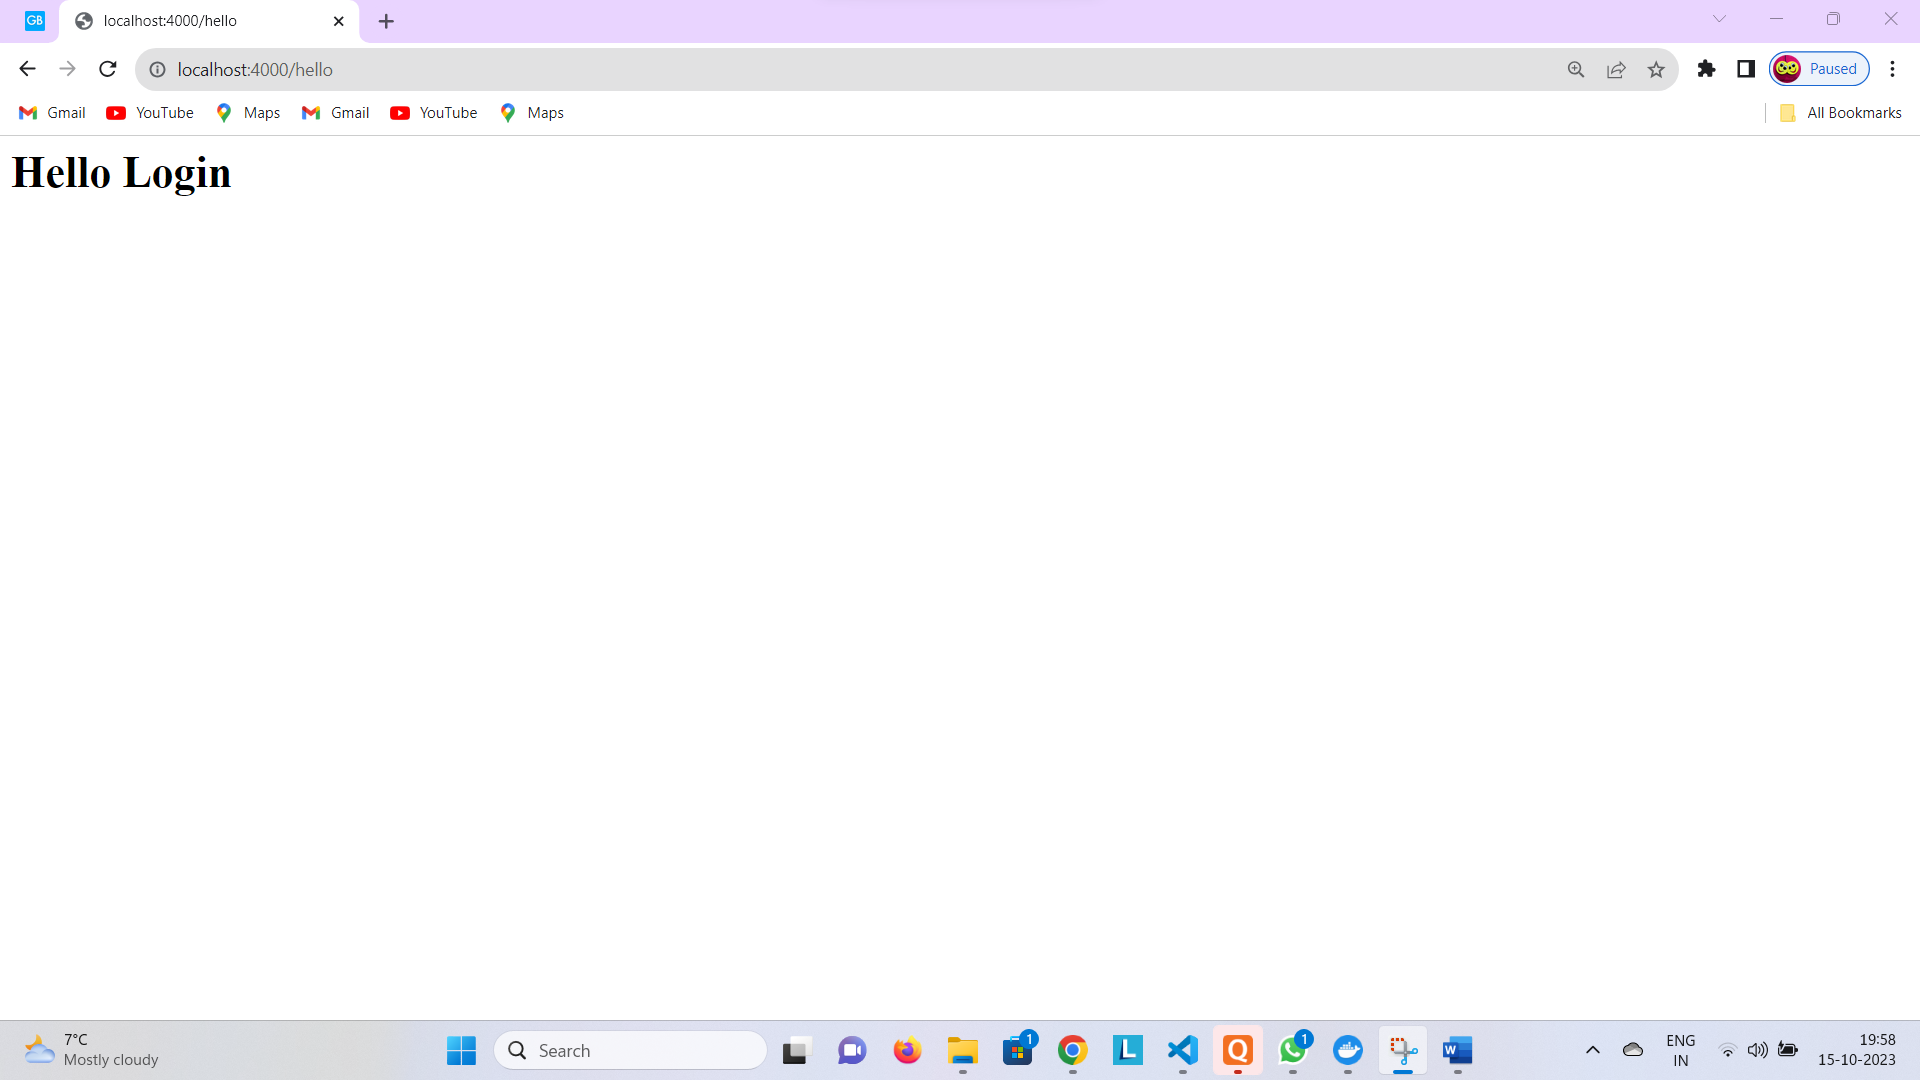 GB
localhost:4000/hello
localhost:4000/hello
Paused
Gmail YouTube Maps Gmail YouTube Maps All Bookmarks
Hello Login
7°C
Mostly cloudy
Search
1
L
Q
1
W
ENG
IN
19:58
15-10-2023